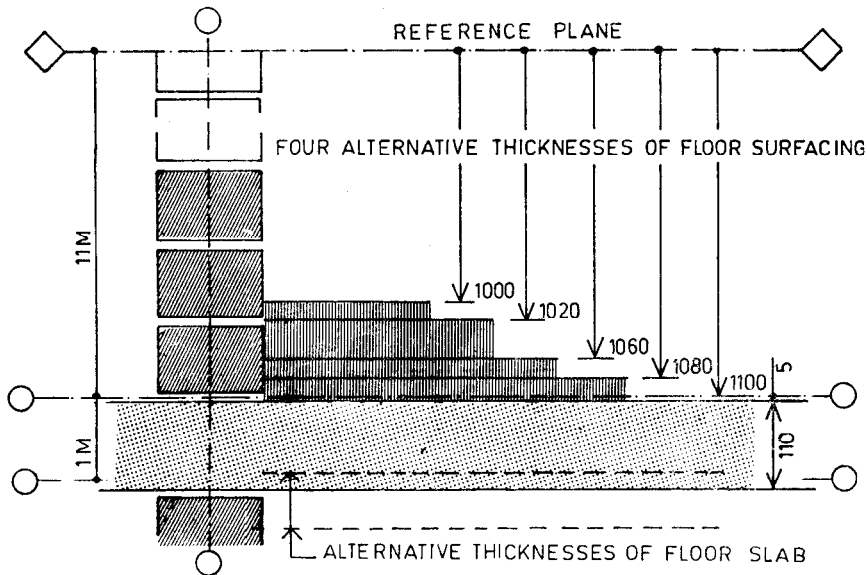 REFERENCE PLANE
FOUR ALTERNATIVE THICKNESSES OF FLOOR SURFACING
11M
1000
1020
1060
1080
1100
5
1M
110
ALTERNATIVE THICKNESSES OF FLOOR SLAB